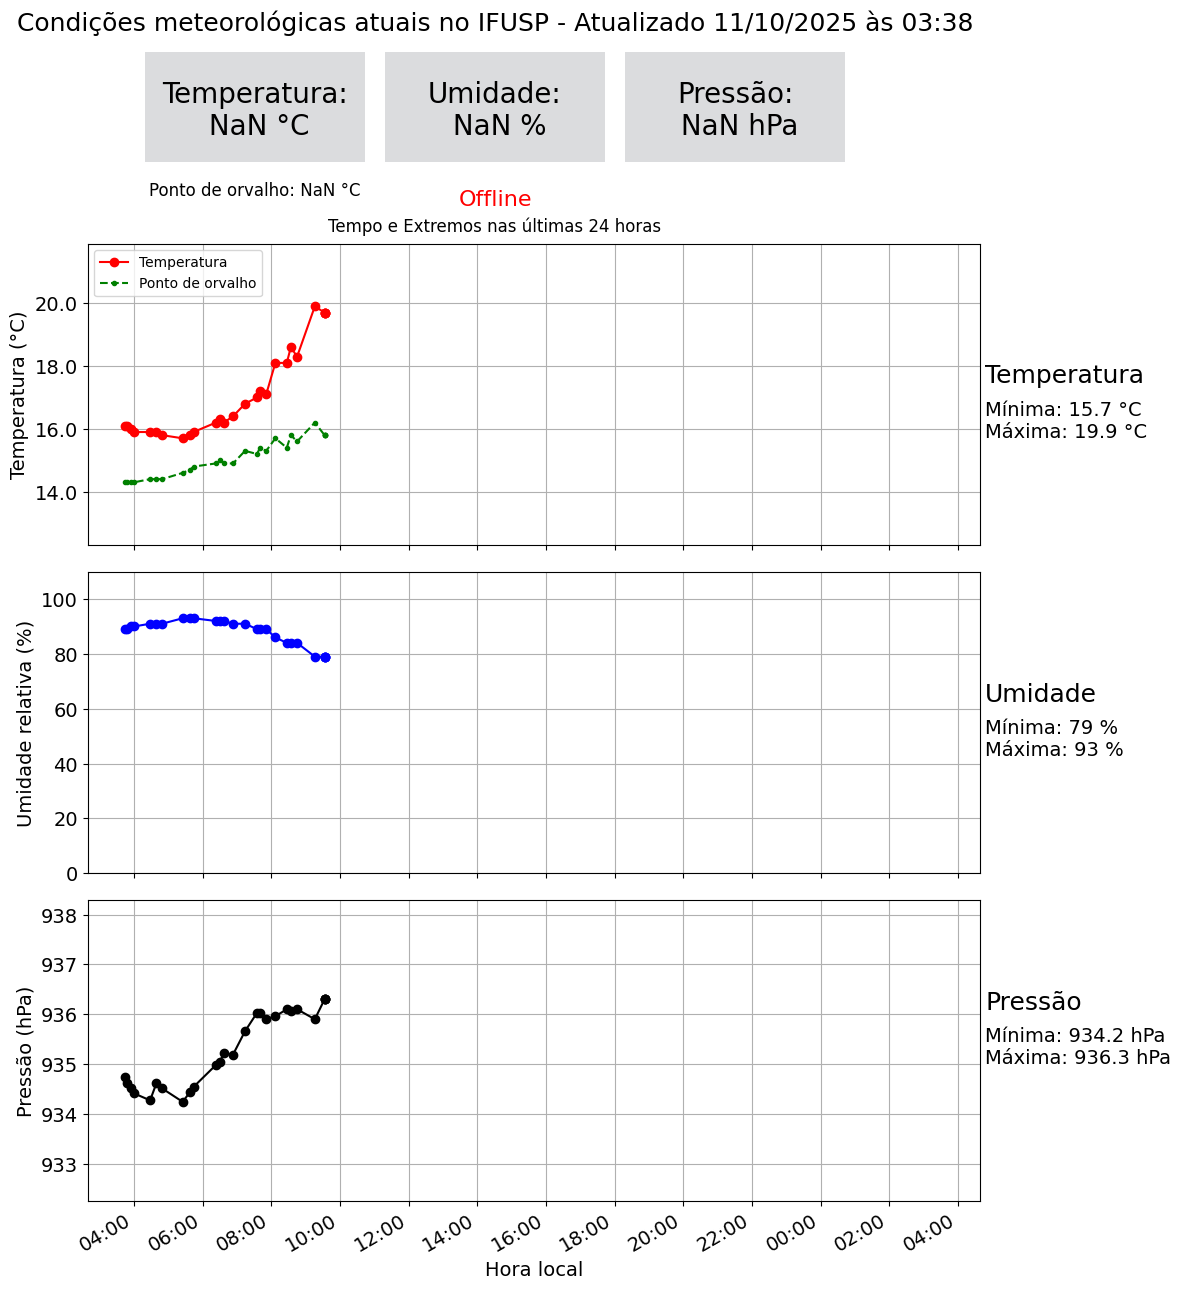 Condições meteorológicas atuais no IFUSP - Atualizado 11/10/2025 às 03:38
Temperatura:
NaN °C
Umidade:
NaN %
Pressão:
NaN hPa
Ponto de orvalho: NaN °C
Offline
Tempo e Extremos nas últimas 24 horas
Temperatura
Ponto de orvalho
Temperatura (°C)
20.0
18.0
16.0
14.0
Temperatura
Mínima: 15.7 °C
Máxima: 19.9 °C
Umidade relativa (%)
100
80
60
40
20
0
Umidade
Mínima: 79 %
Máxima: 93 %
Pressão (hPa)
938
937
936
935
934
933
Pressão
Mínima: 934.2 hPa
Máxima: 936.3 hPa
04:00 06:00 08:00 10:00 12:00 14:00 16:00 18:00 20:00 22:00 00:00 02:00 04:00
Hora local